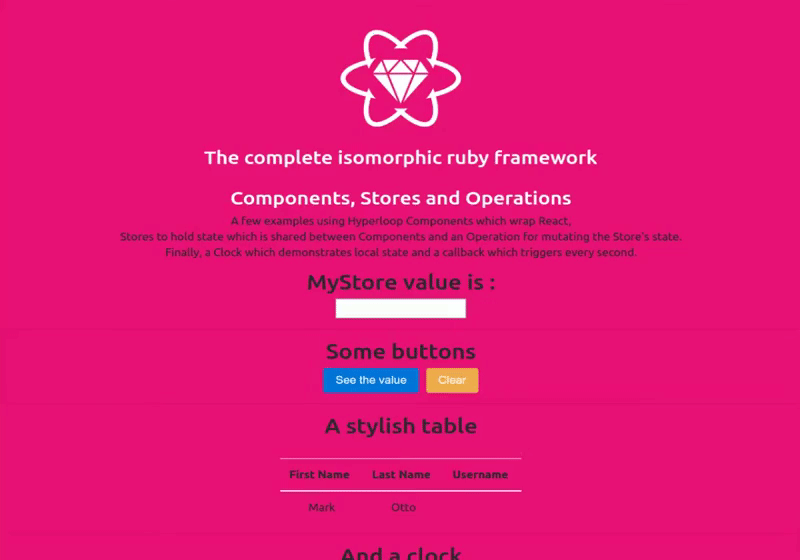 The complete isomorphic ruby framework
Components, Stores and Operations
A few examples using Hyperloop Components which wrap React,
Stores to hold state which is shared between Components and an Operation for mutating the Store's state.
Finally, a Clock which demonstrates local state and a callback which triggers every second.
MyStore value is :
Some buttons
See the value Clear
A stylish table
First Name Last Name Username
Mark Otto
And a clock